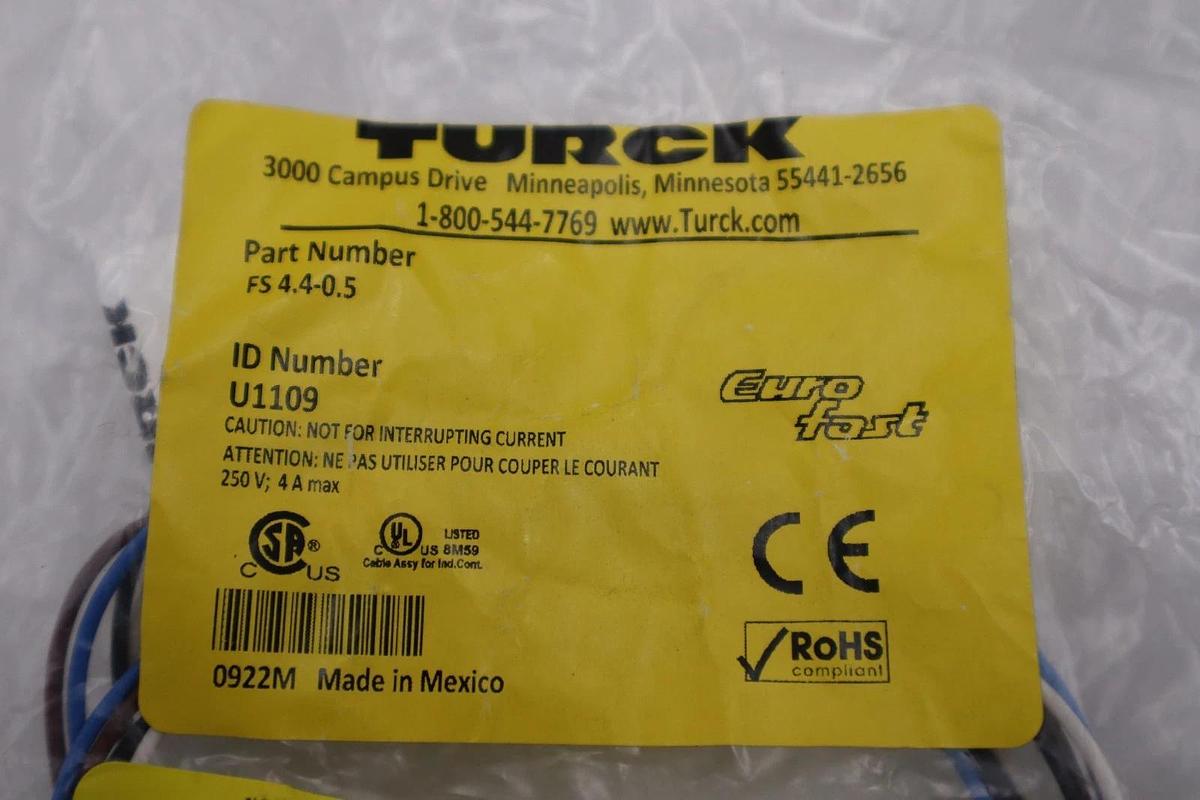 TURCK
3000 Campus Drive Minneapolis, Minnesota 55441-2656
1-800-544-7769 www.Turck.com
Part Number
FS 4.4-0.5
ID Number
U1109
CAUTION: NOT FOR INTERRUPTING CURRENT
ATTENTION: NE PAS UTILISER POUR COUPER LE COURANT
250 V; 4 A max
Euro
fast
CSA ®
C US
C UL US LISTED
8M59
Cable Assy for Ind.Cont.
CE
0922M Made in Mexico
RoHS
compliant